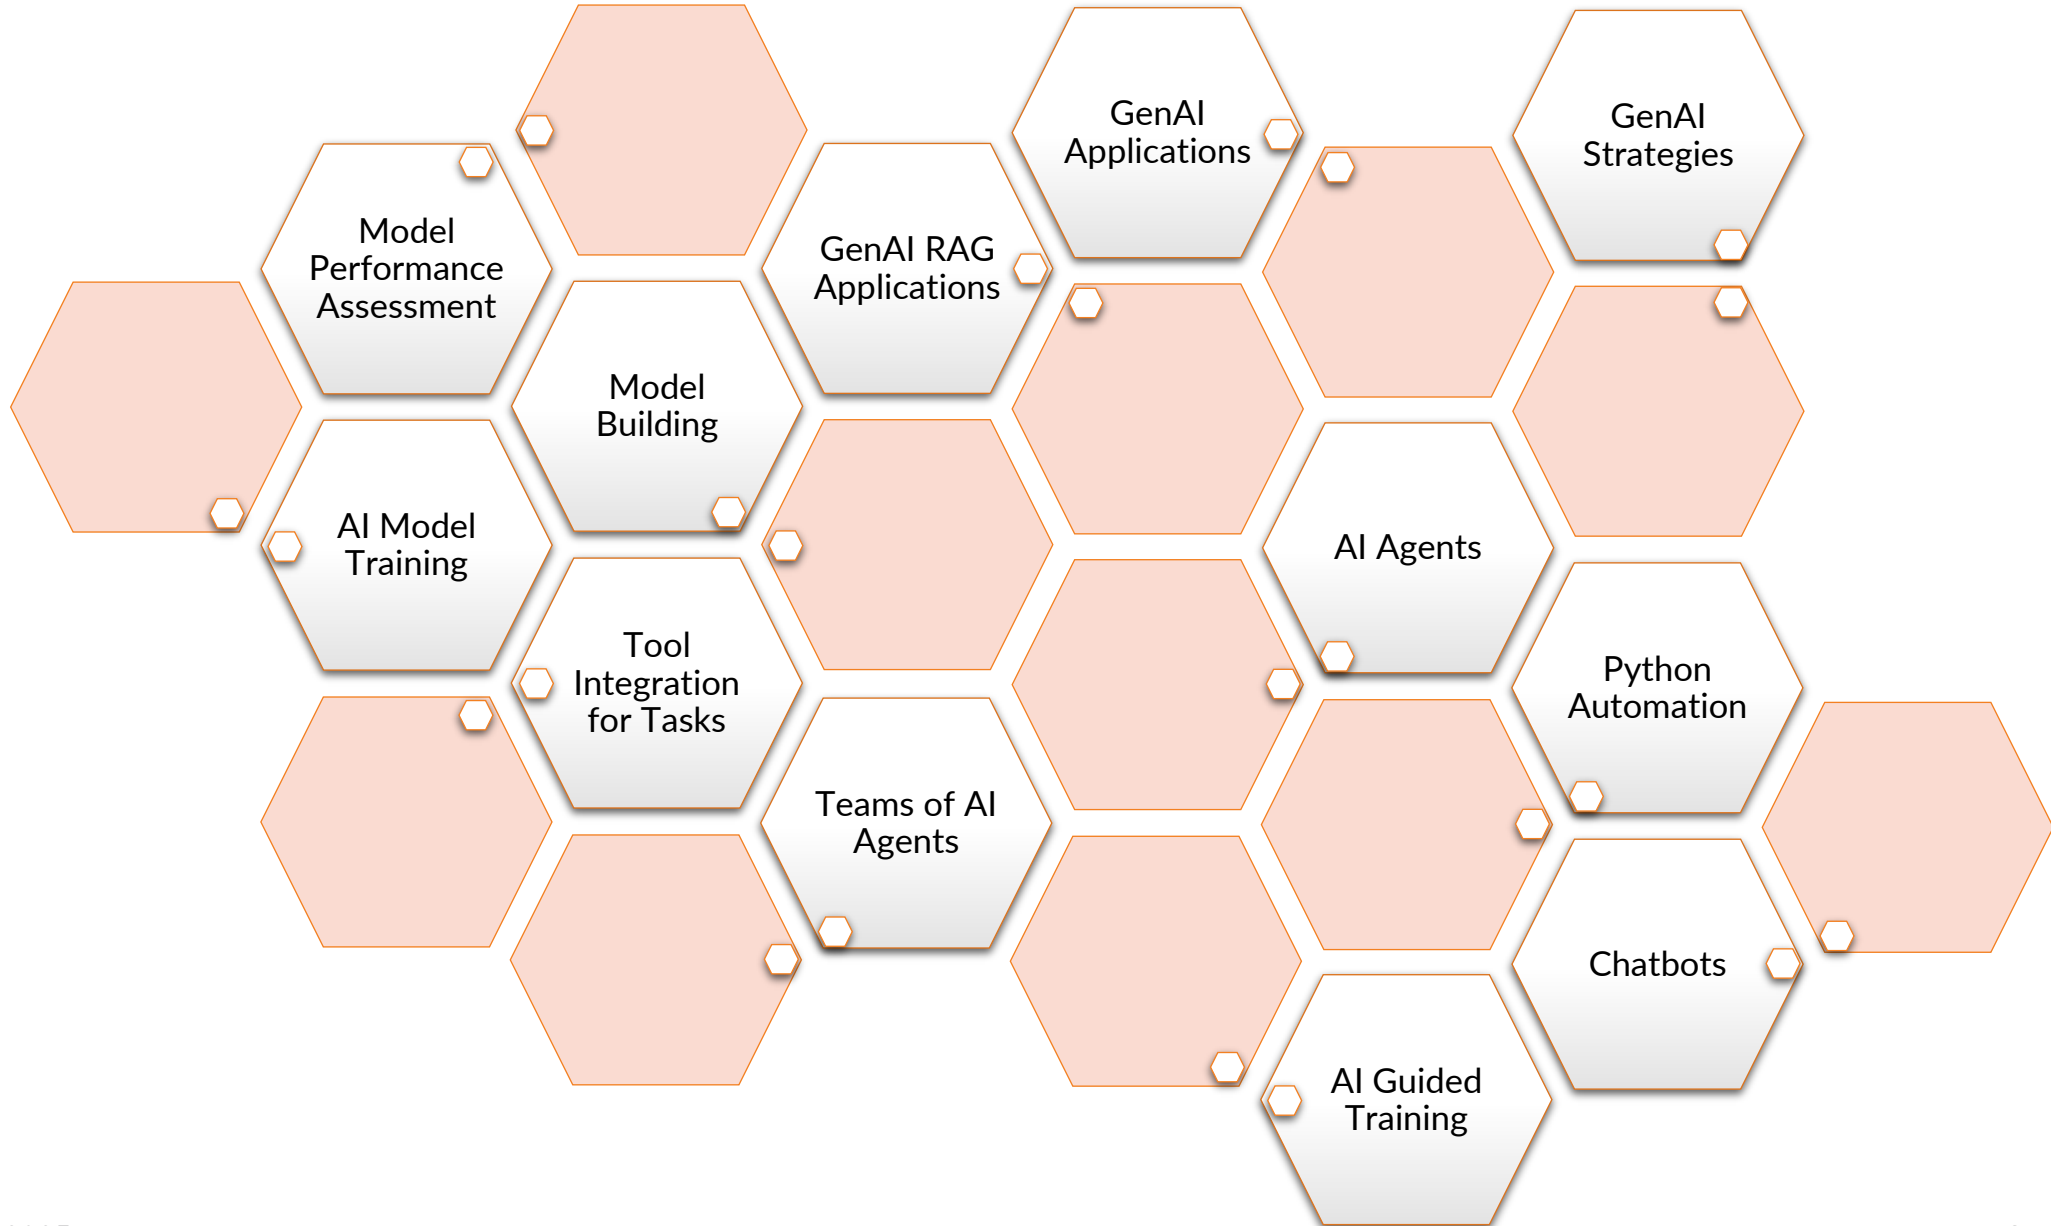 GenAI
Applications
GenAI
Strategies
Model
Performance
Assessment
GenAI RAG
Applications
Model
Building
AI Model
Training
AI Agents
Tool
Integration
for Tasks
Python
Automation
Teams of AI
Agents
Chatbots
AI Guided
Training